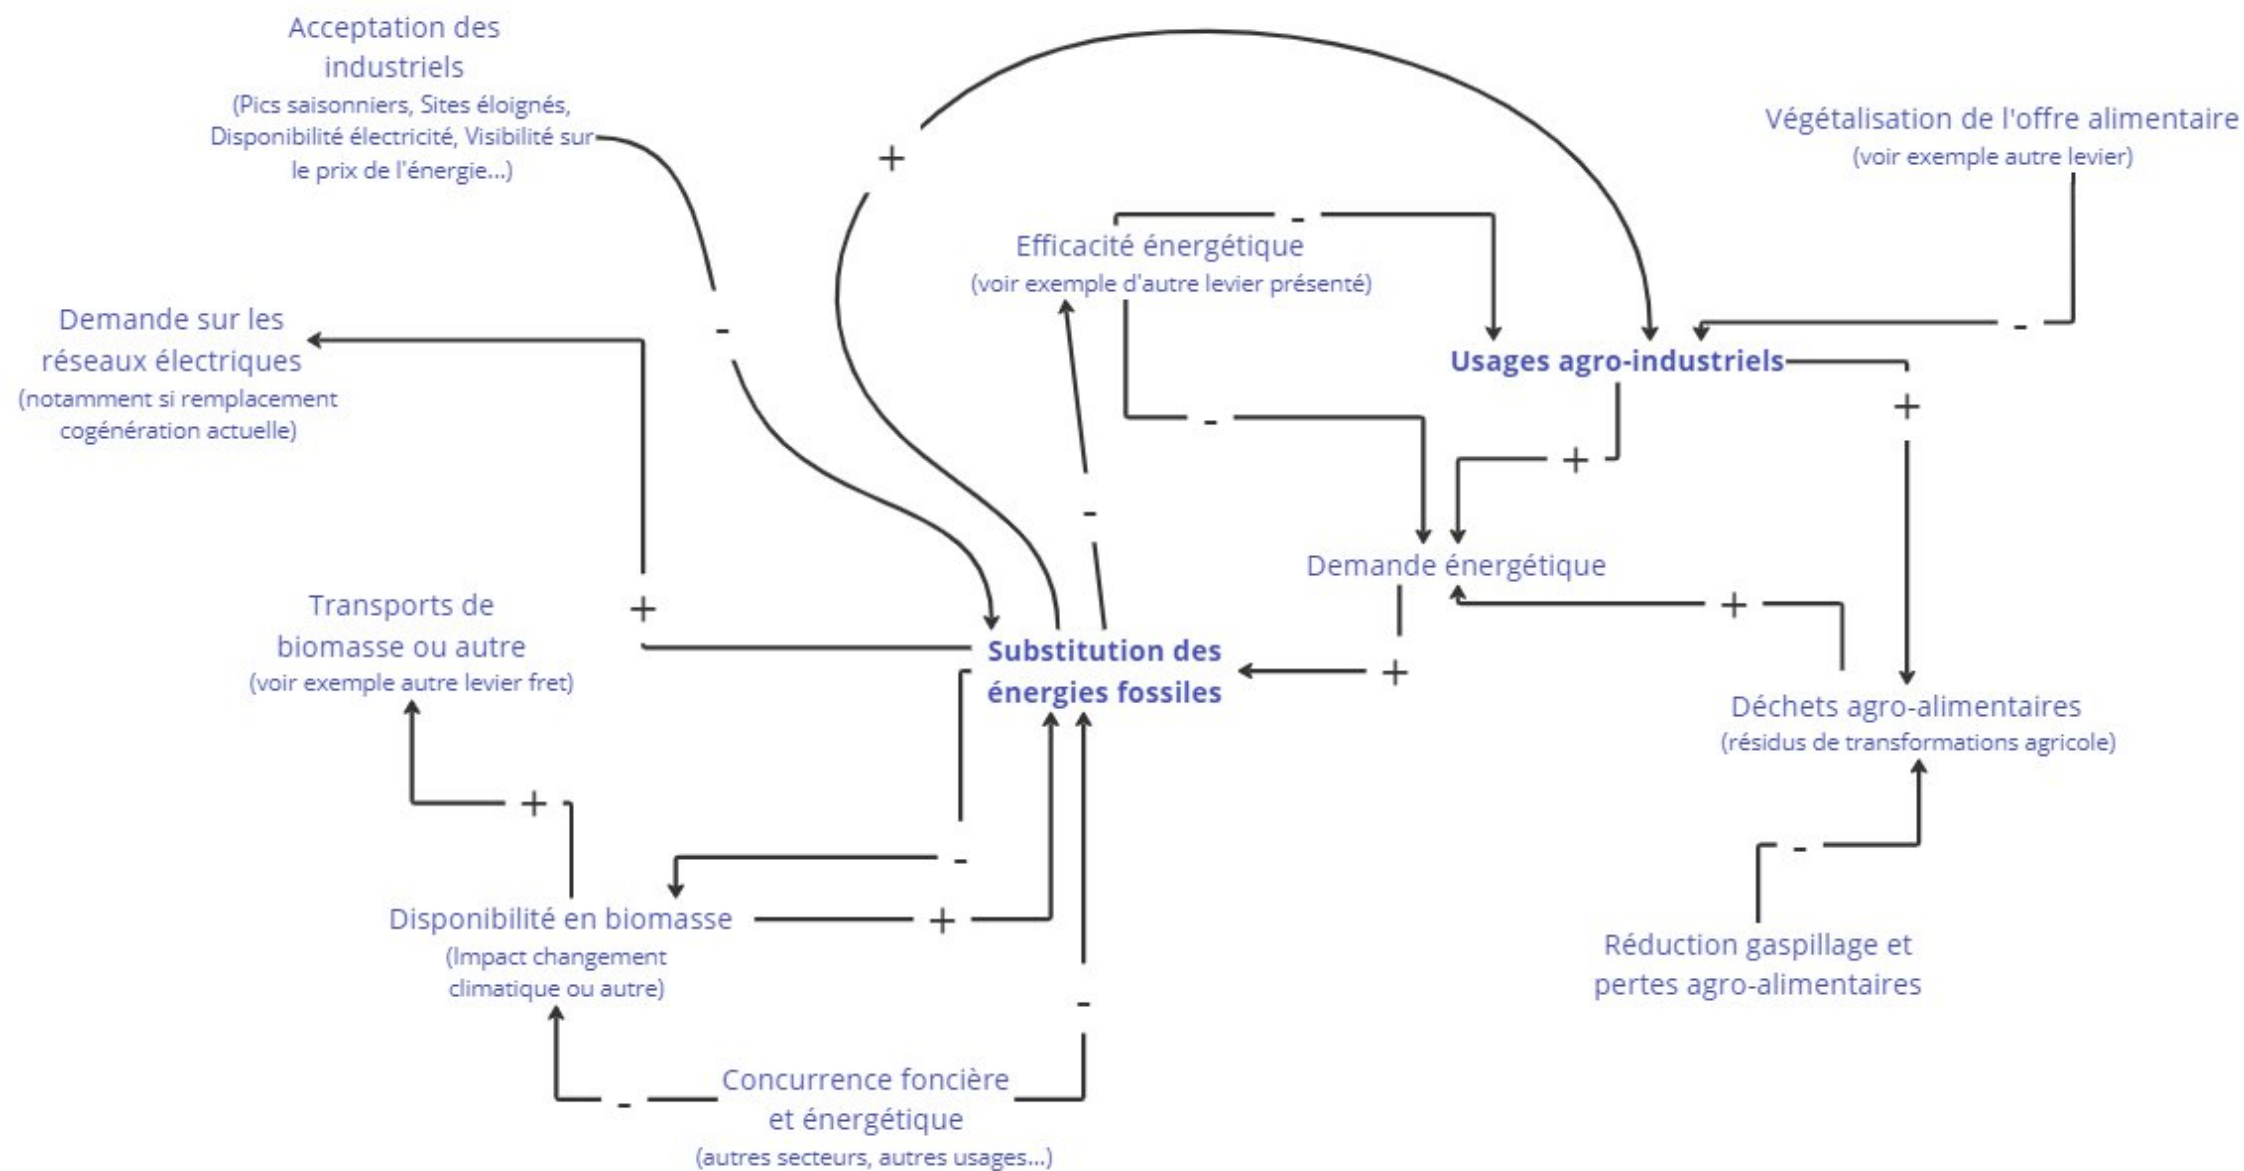 Acceptation des
industriels
(Pics saisonniers, Sites éloignés,
Disponibilité électricité, Visibilité sur
le prix de l'énergie...)
+
Végétalisation de l'offre alimentaire
(voir exemple autre levier)
-
Efficacité énergétique
(voir exemple d'autre levier présenté)
-
-
Demande sur les
réseaux électriques
(notamment si remplacement
cogénération actuelle)
Usages agro-industriels
+
-
+
-
Demande énergétique
+
+
Transports de
biomasse ou autre
(voir exemple autre levier fret)
Substitution des
énergies fossiles
+
Déchets agro-alimentaires
(résidus de transformations agricole)
+
-
-
Disponibilité en biomasse
(Impact changement
climatique ou autre)
+
Réduction gaspillage et
pertes agro-alimentaires
-
-
Concurrence foncière
et énergétique
(autres secteurs, autres usages...)